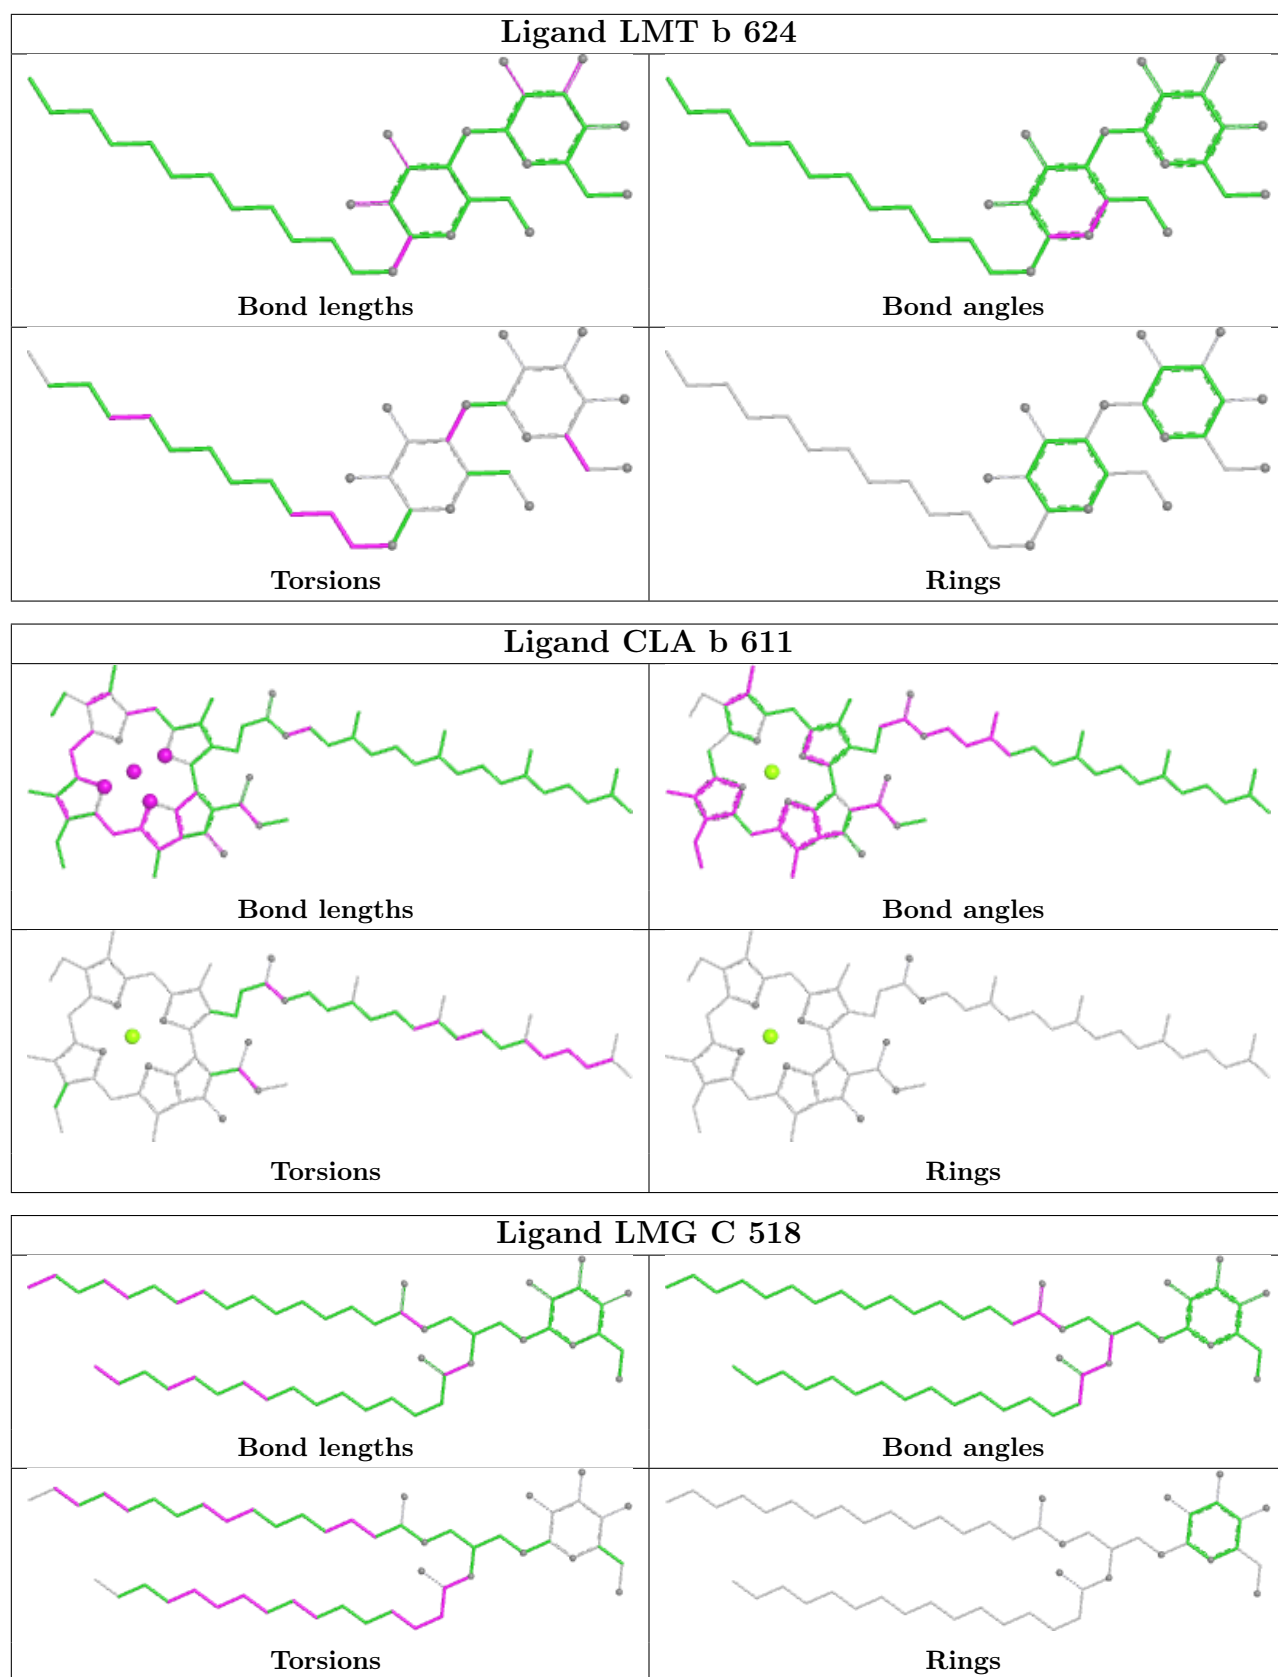 Ligand LMT b 624
Bond lengths
Bond angles
Torsions
Rings
Ligand CLA b 611
Bond lengths
Bond angles
Torsions
Rings
Ligand LMG C 518
Bond lengths
Bond angles
Torsions
Rings